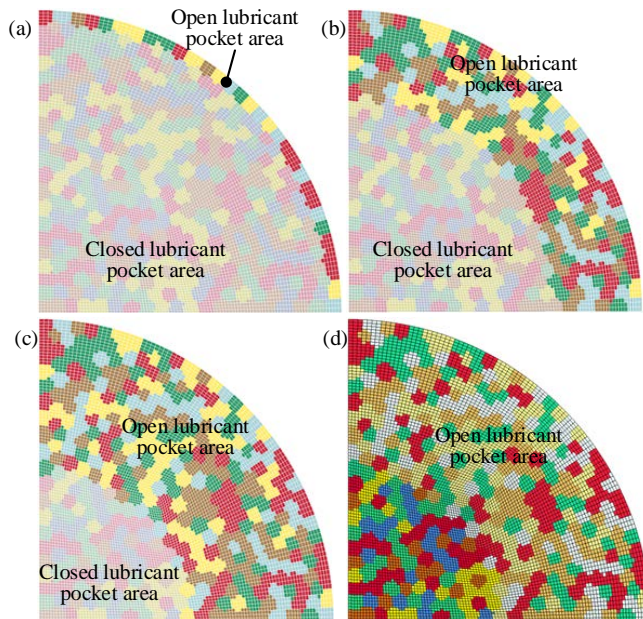 (a)
Open lubricant
pocket area
Closed lubricant
pocket area
(b)
Open lubricant
pocket area
Closed lubricant
pocket area
(c)
Open lubricant
pocket area
Closed lubricant
pocket area
(d)
Open lubricant
pocket area